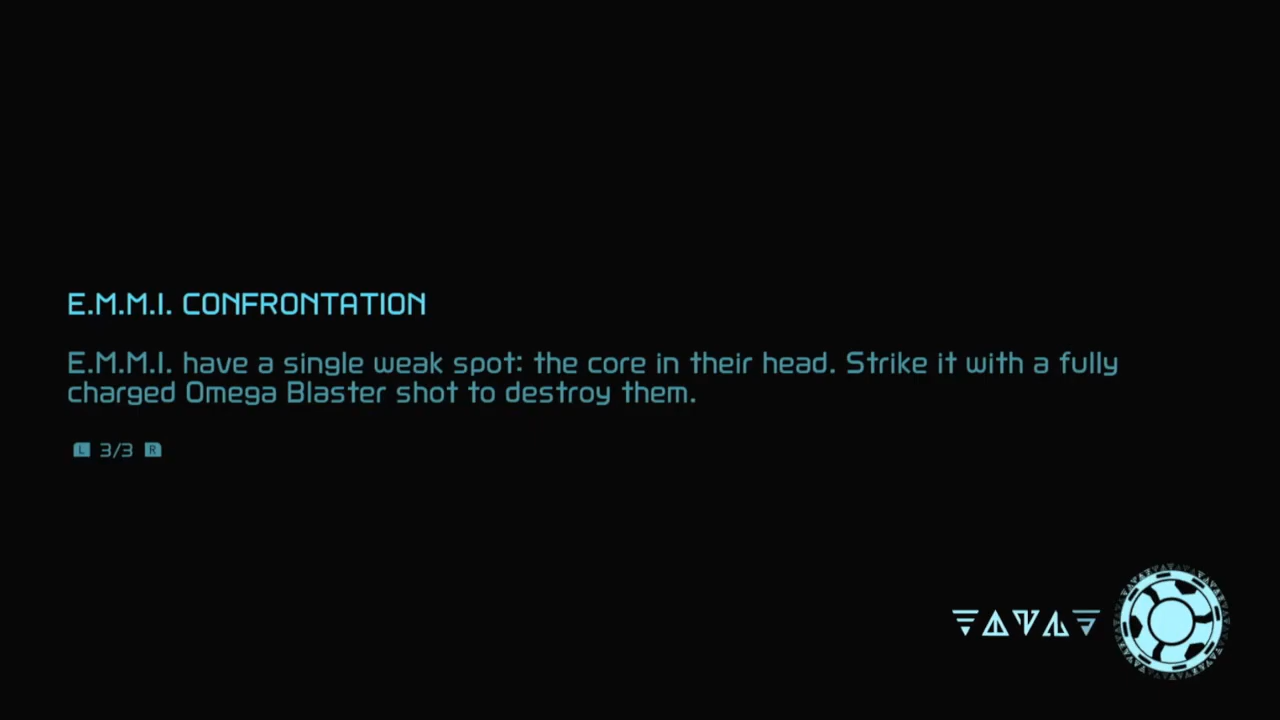 E.M.M.I. CONFRONTATION
E.M.M.I. have a single weak spot: the core in their head. Strike it with a fully
charged Omega Blaster shot to destroy them.
L 3/3 R